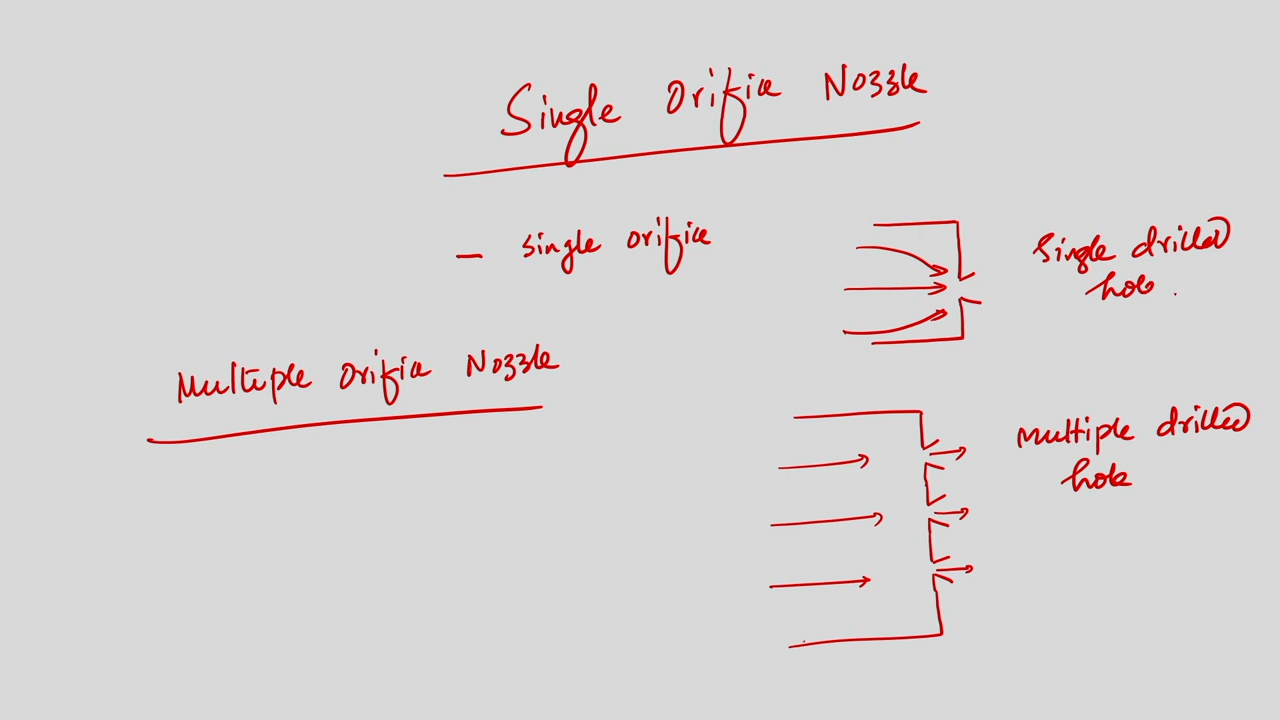 Single Orifice Nozzle
- Single Orifice
Single drilled
hole.
Multiple Orifice Nozzle
Multiple drilled
hole